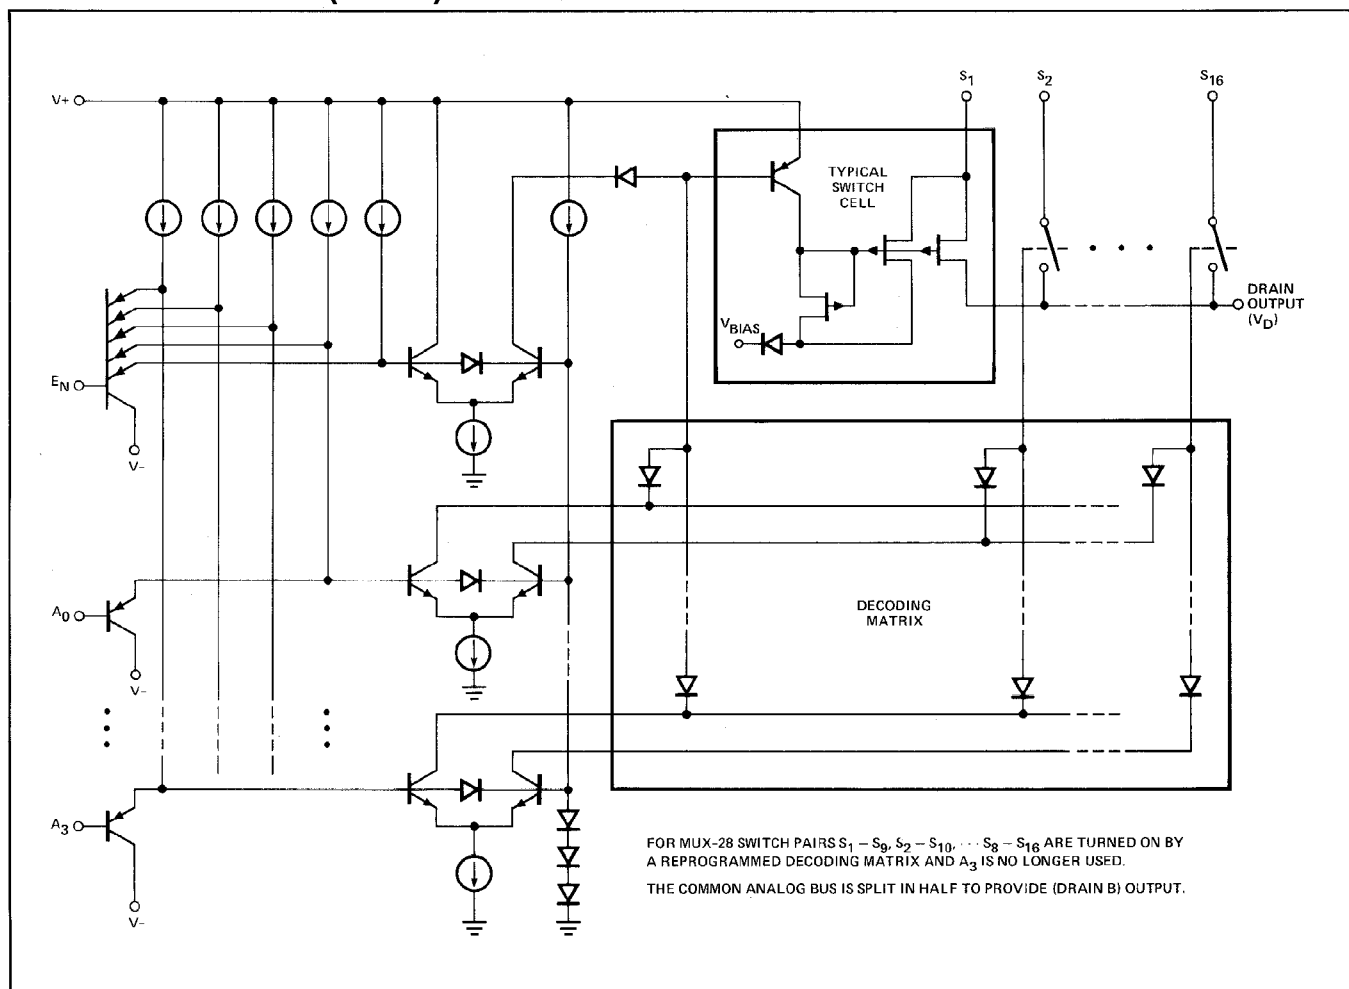 V+
S1
S2
S16
TYPICAL
SWITCH
CELL
VBIAS
DRAIN
OUTPUT
(VD)
EN
V-
A0
V-
DECODING
MATRIX
A3
V-
FOR MUX-28 SWITCH PAIRS S1 – S9, S2 – S10, ··· S8 – S16 ARE TURNED ON BY
A REPROGRAMMED DECODING MATRIX AND A3 IS NO LONGER USED.
THE COMMON ANALOG BUS IS SPLIT IN HALF TO PROVIDE (DRAIN B) OUTPUT.